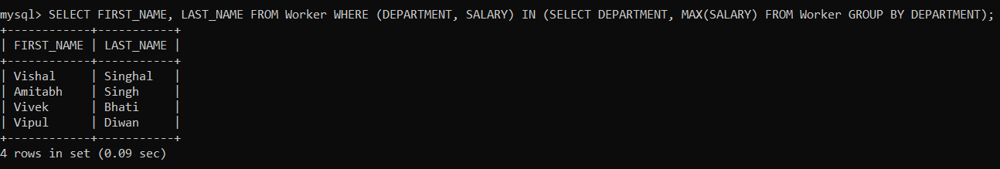 mysql> SELECT FIRST_NAME, LAST_NAME FROM Worker WHERE (DEPARTMENT, SALARY) IN (SELECT DEPARTMENT, MAX(SALARY) FROM Worker GROUP BY DEPARTMENT);
+------------+-----------+
| FIRST_NAME | LAST_NAME |
+------------+-----------+
| Vishal     | Singhal   |
| Amitabh    | Singh     |
| Vivek      | Bhati     |
| Vipul      | Diwan     |
+------------+-----------+
4 rows in set (0.09 sec)